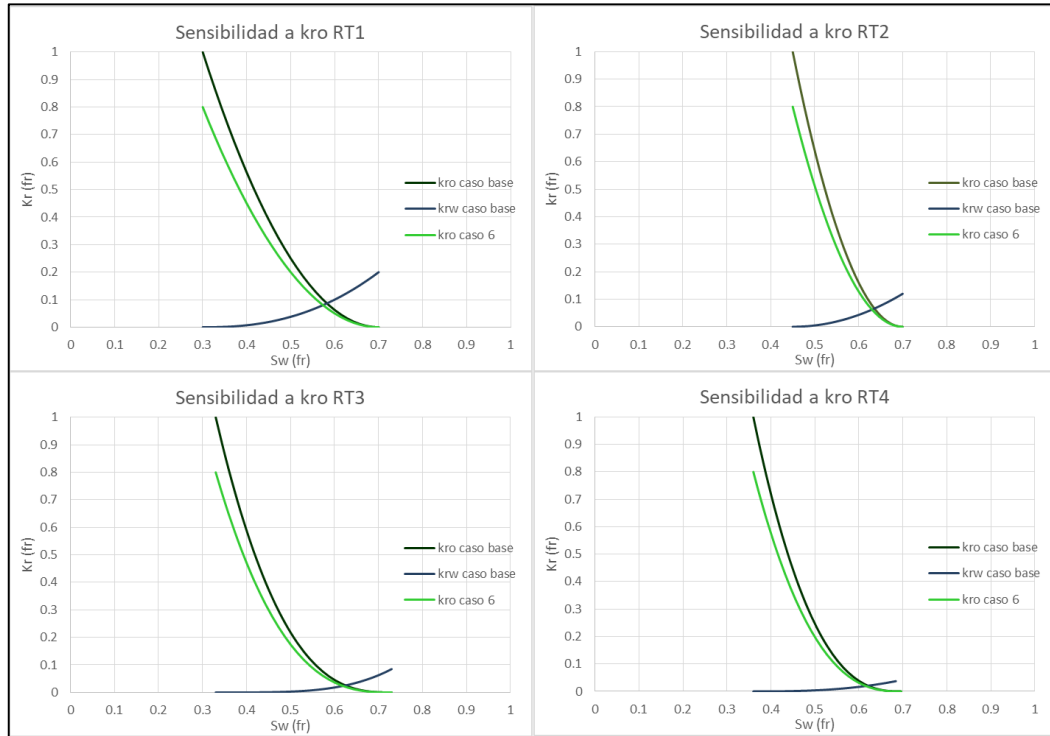 Sensibilidad a kro RT1
1
0.9
0.8
0.7
0.6
0.5
0.4
0.3
0.2
0.1
0
Kr (fr)
kro caso base
krw caso base
kro caso 6
0 0.1 0.2 0.3 0.4 0.5 0.6 0.7 0.8 0.9 1
Sw (fr)
Sensibilidad a kro RT2
1
0.9
0.8
0.7
0.6
0.5
0.4
0.3
0.2
0.1
0
kr (fr)
kro caso base
krw caso base
kro caso 6
0 0.1 0.2 0.3 0.4 0.5 0.6 0.7 0.8 0.9 1
Sw (fr)
Sensibilidad a kro RT3
1
0.9
0.8
0.7
0.6
0.5
0.4
0.3
0.2
0.1
0
Kr (fr)
kro caso base
krw caso base
kro caso 6
0 0.1 0.2 0.3 0.4 0.5 0.6 0.7 0.8 0.9 1
Sw (fr)
Sensibilidad a kro RT4
1
0.9
0.8
0.7
0.6
0.5
0.4
0.3
0.2
0.1
0
Kr (fr)
kro caso base
krw caso base
kro caso 6
0 0.1 0.2 0.3 0.4 0.5 0.6 0.7 0.8 0.9 1
Sw (fr)